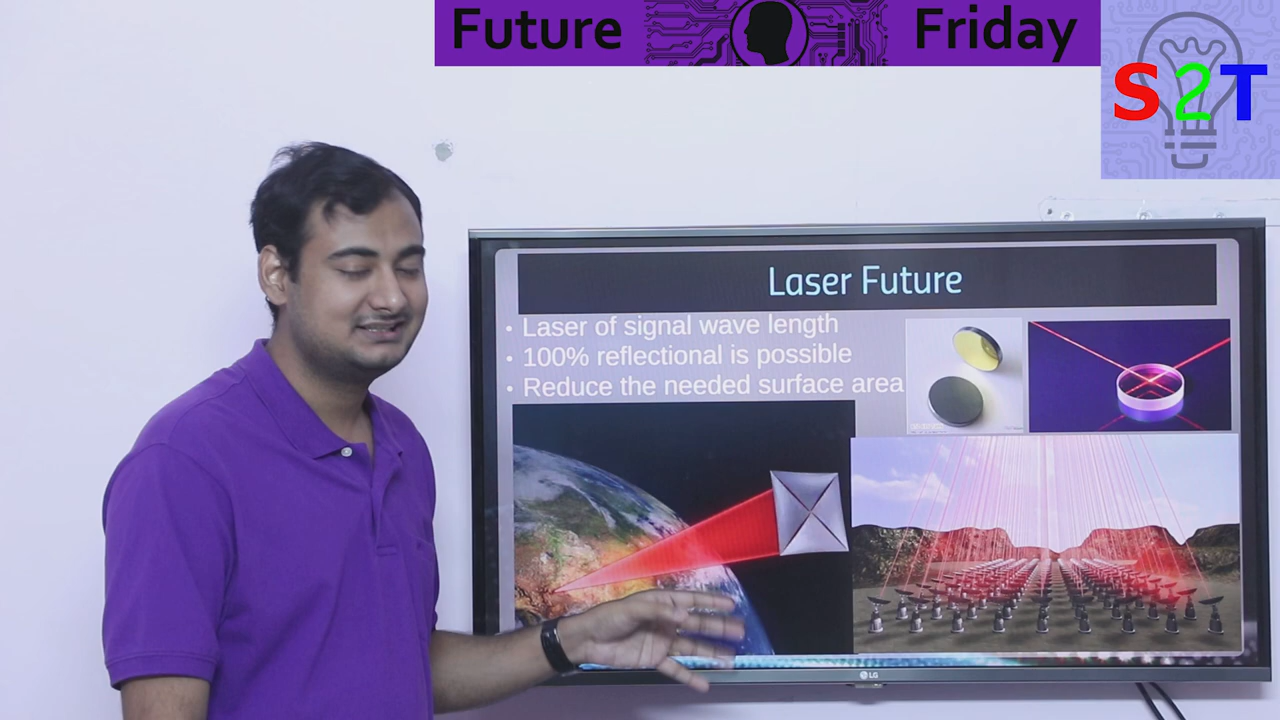 Future Friday
S2T
Laser Future
• Laser of signal wave length
• 100% reflectional is possible
• Reduce the needed surface area
LG